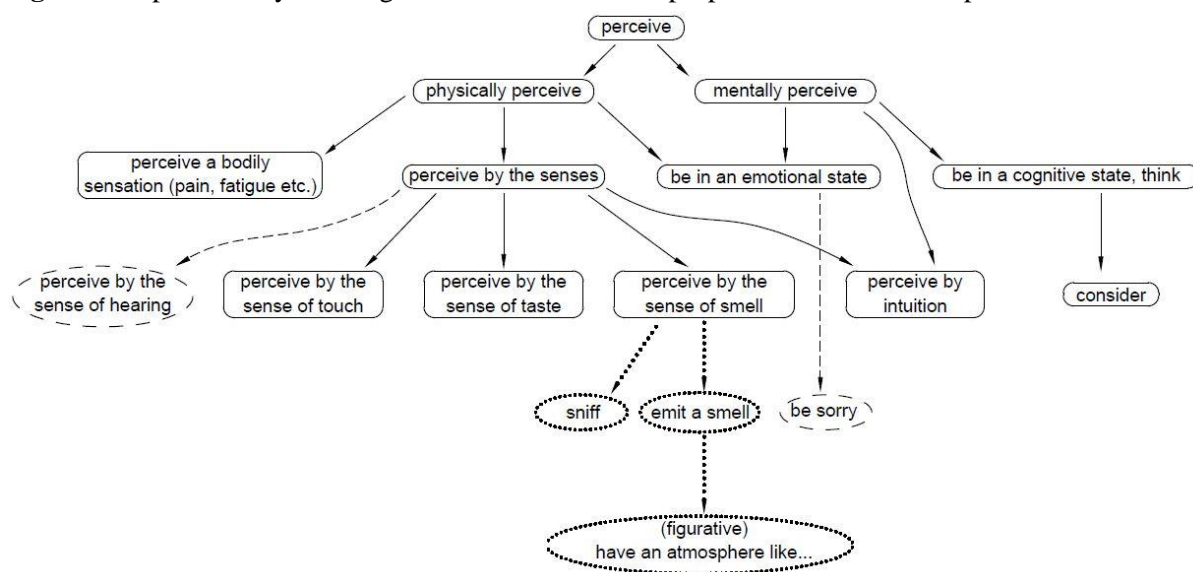 perceive
physically perceive
mentally perceive
perceive a bodily
sensation (pain, fatigue etc.)
perceive by the senses
be in an emotional state
be in a cognitive state, think
perceive by the
sense of hearing
perceive by the
sense of touch
perceive by the
sense of taste
perceive by the
sense of smell
perceive by
intuition
consider
sniff
emit a smell
be sorry
(figurative)
have an atmosphere like...